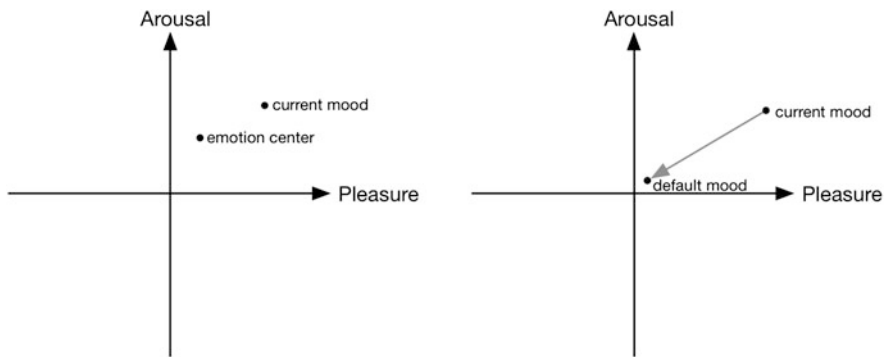 Arousal
current mood
emotion center
Pleasure
Arousal
current mood
default mood
Pleasure